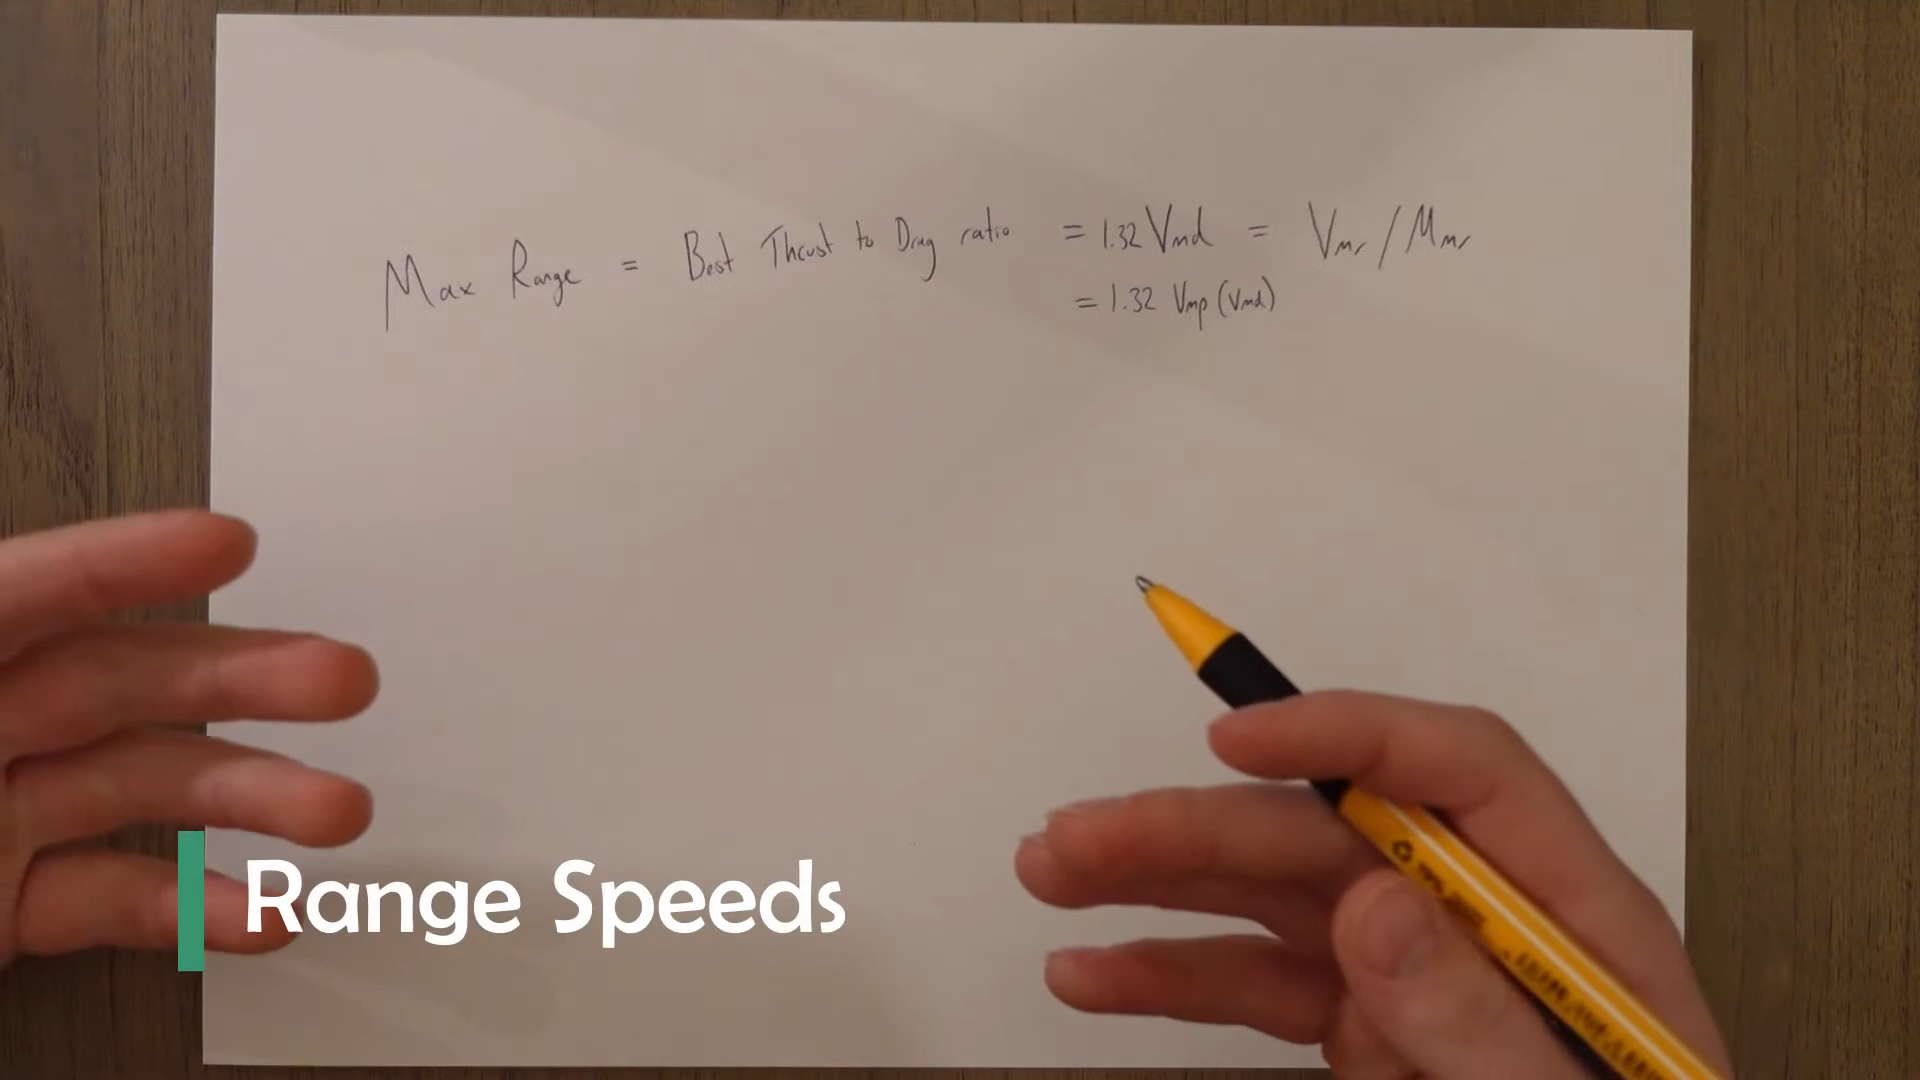 Max Range = Best Thrust to Drag ratio = 1.32 Vmd = Vmr / Mmr
= 1.32 Vmp (Vmd)
Range Speeds